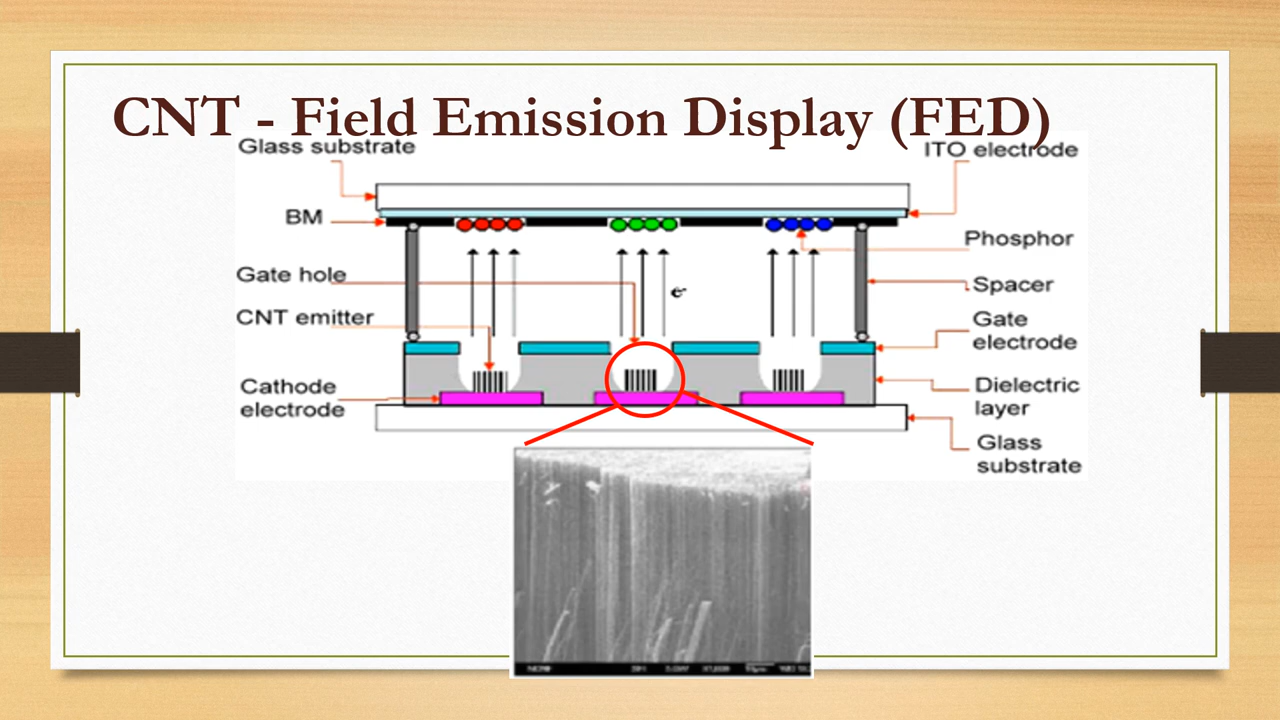 CNT - Field Emission Display (FED)
Glass substrate
ITO electrode
BM
Phosphor
Gate hole
e-
Spacer
CNT emitter
Gate
electrode
Cathode
electrode
Dielectric
layer
Glass
substrate